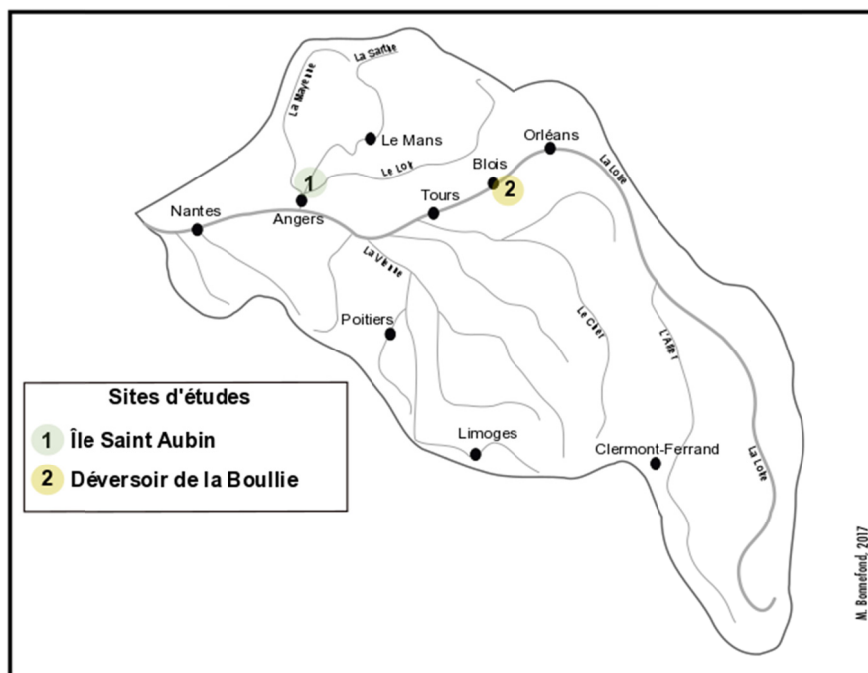 La Sarthe
La Mayenne
Le Mans
Orléans
Le Loir
Blois
La Loire
1
2
Tours
Nantes
Angers
La Vienne
Poitiers
Le Cher
L'Allier
Sites d'études
1 Île Saint Aubin
2 Déversoir de la Boullie
Limoges
Clermont-Ferrand
La Loire
M. Bonnefond, 2017